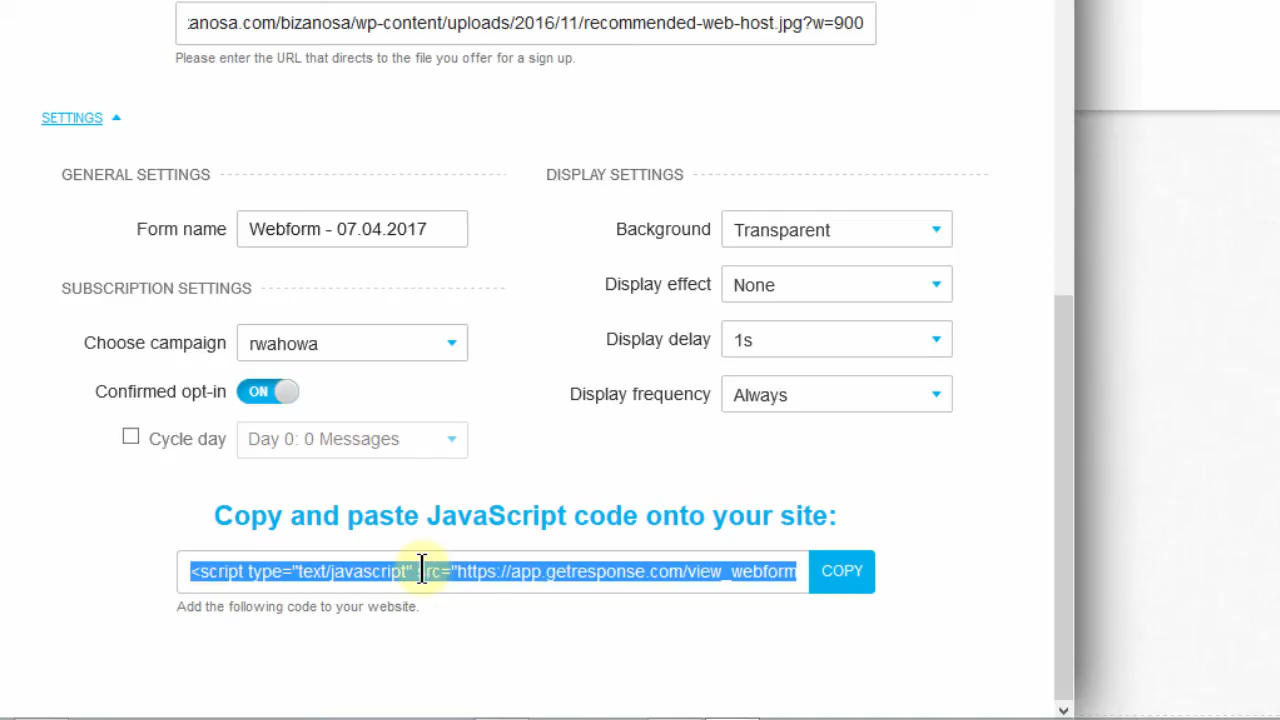 anosa.com/bizanosa/wp-content/uploads/2016/11/recommended-web-host.jpg?w=900
Please enter the URL that directs to the file you offer for a sign up.
SETTINGS
GENERAL SETTINGS
Form name Webform - 07.04.2017
SUBSCRIPTION SETTINGS
Choose campaign rwahowa
Confirmed opt-in ON
Cycle day Day 0: 0 Messages
DISPLAY SETTINGS
Background Transparent
Display effect None
Display delay 1s
Display frequency Always
Copy and paste JavaScript code onto your site:
<script type="text/javascript" src="https://app.getresponse.com/view_webform COPY
Add the following code to your website.